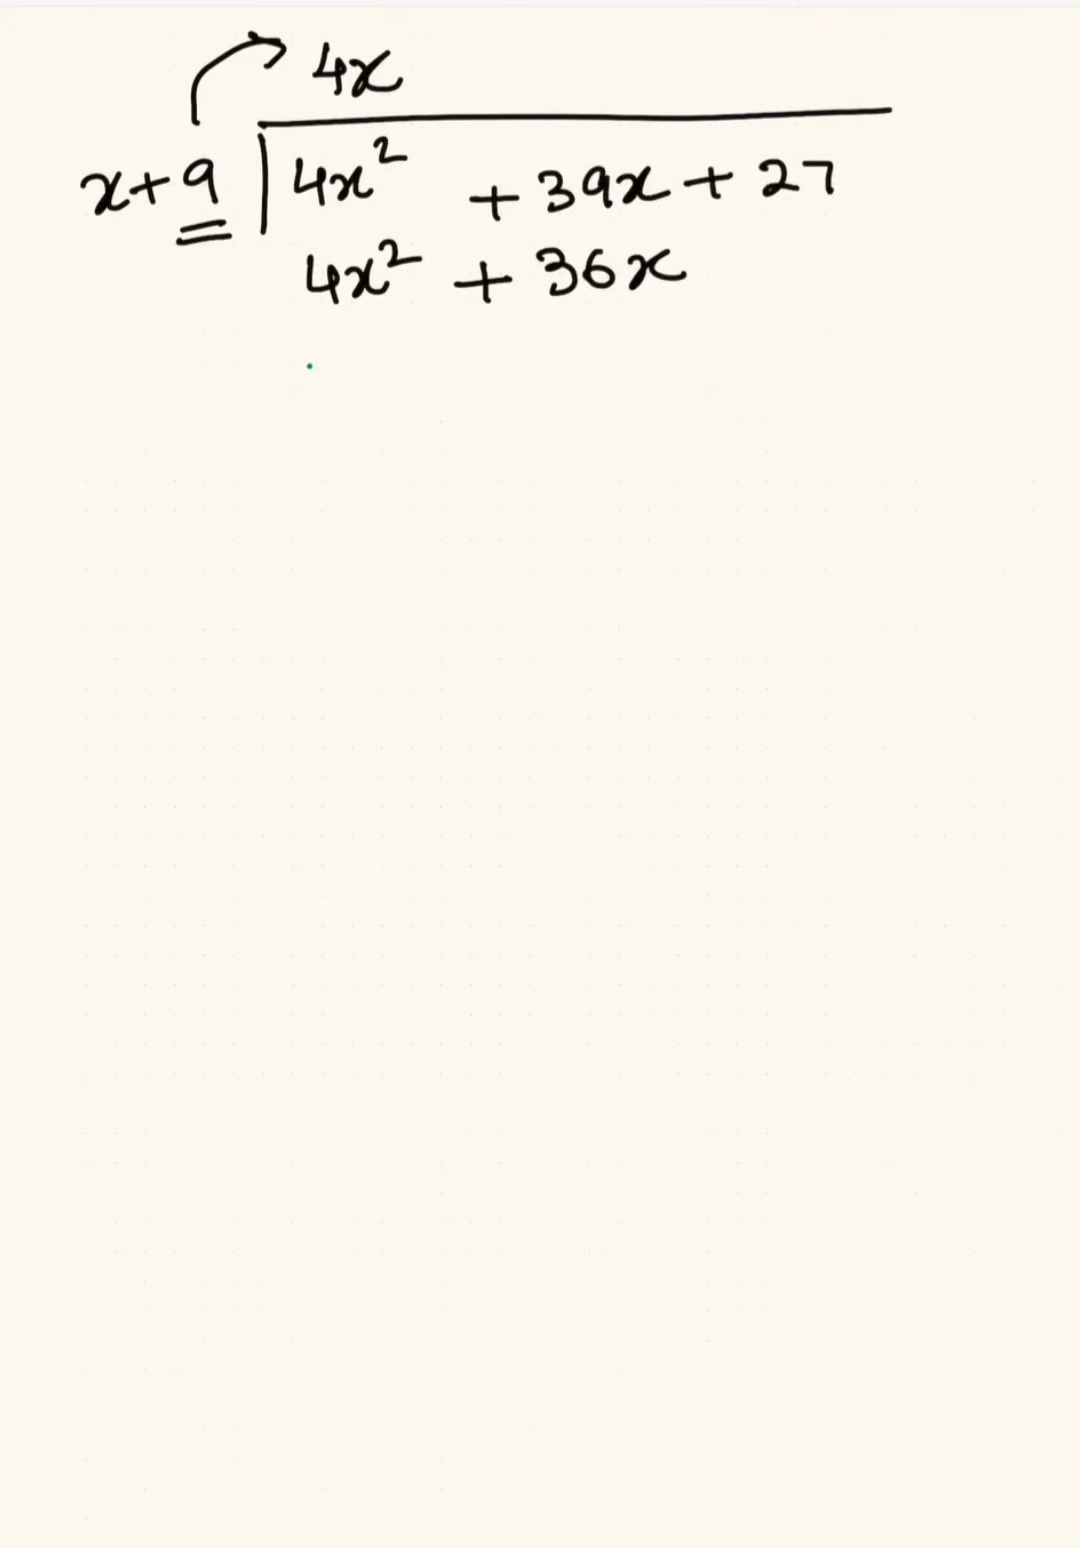 4x
x+9 | 4x² + 39x + 27
4x² + 36x